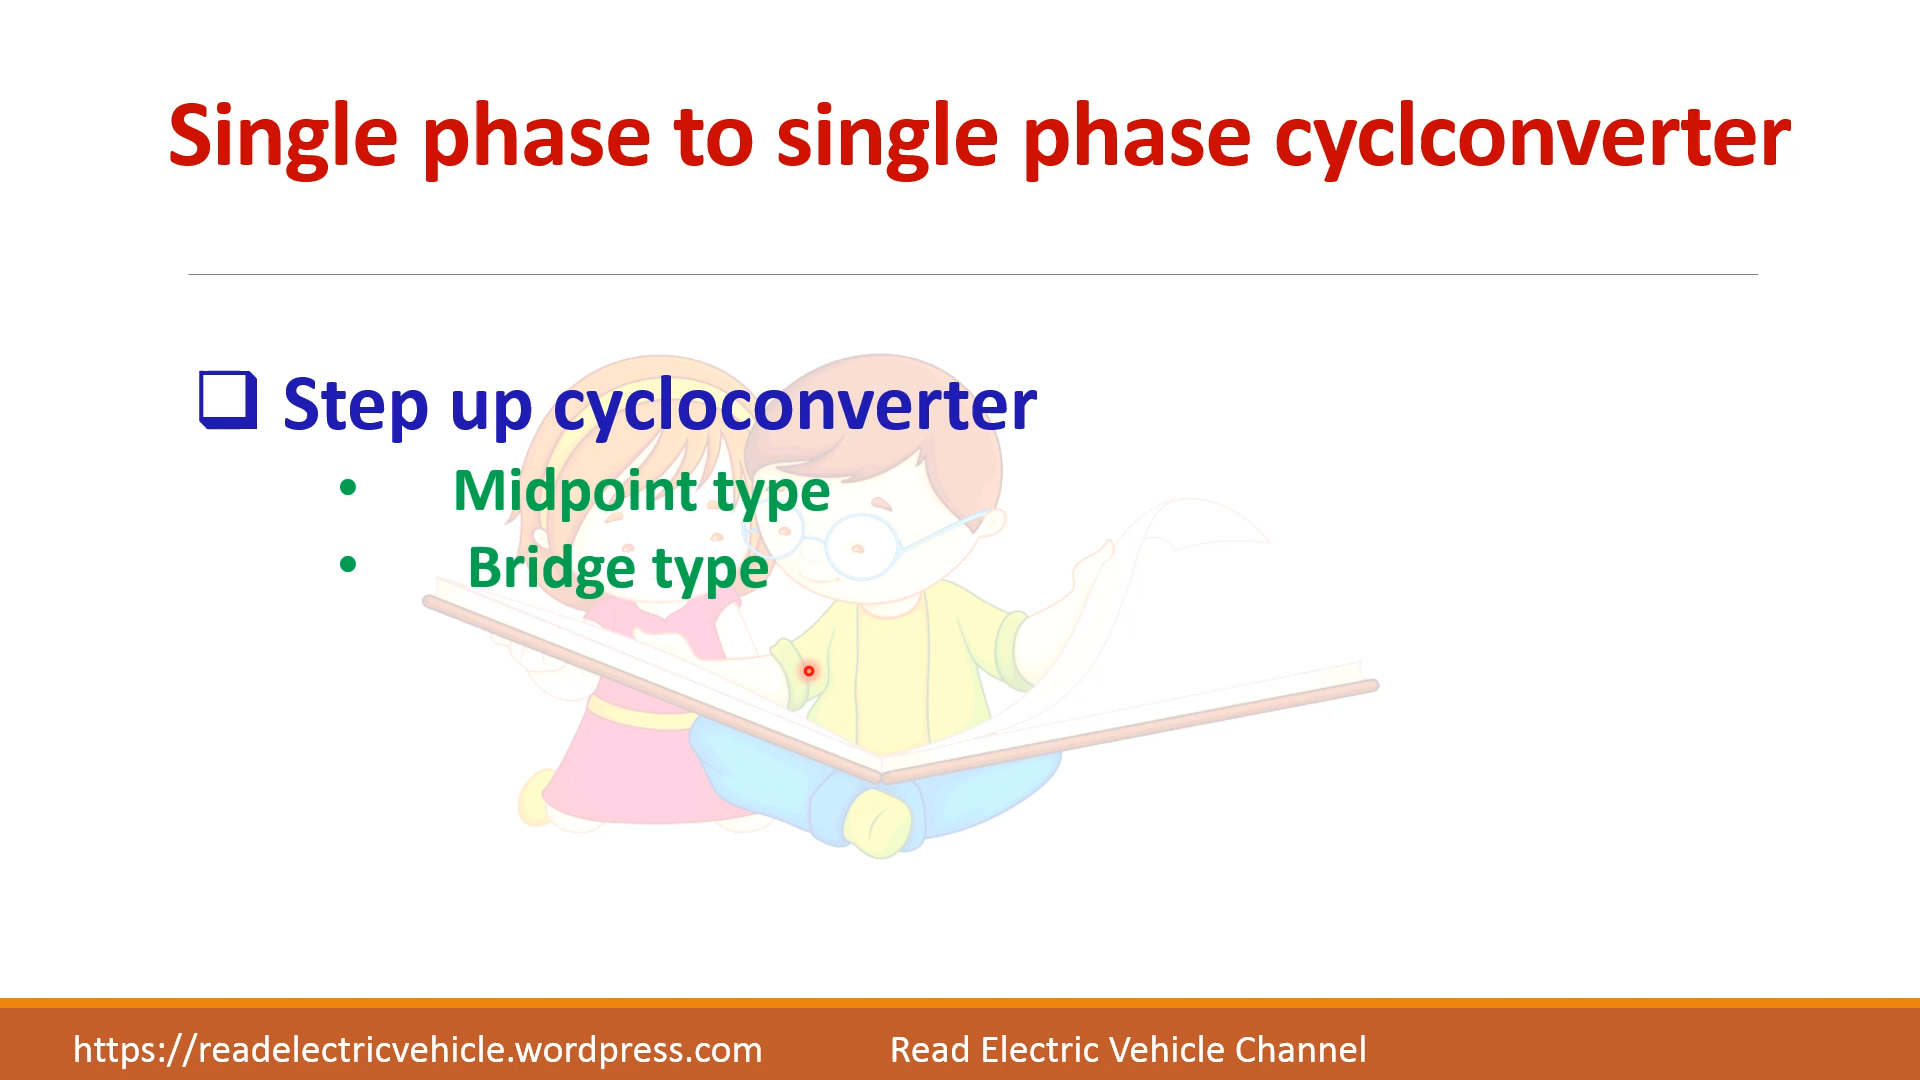 Single phase to single phase cyclconverter
❑ Step up cycloconverter
• Midpoint type
• Bridge type
https://readelectricvehicle.wordpress.com Read Electric Vehicle Channel